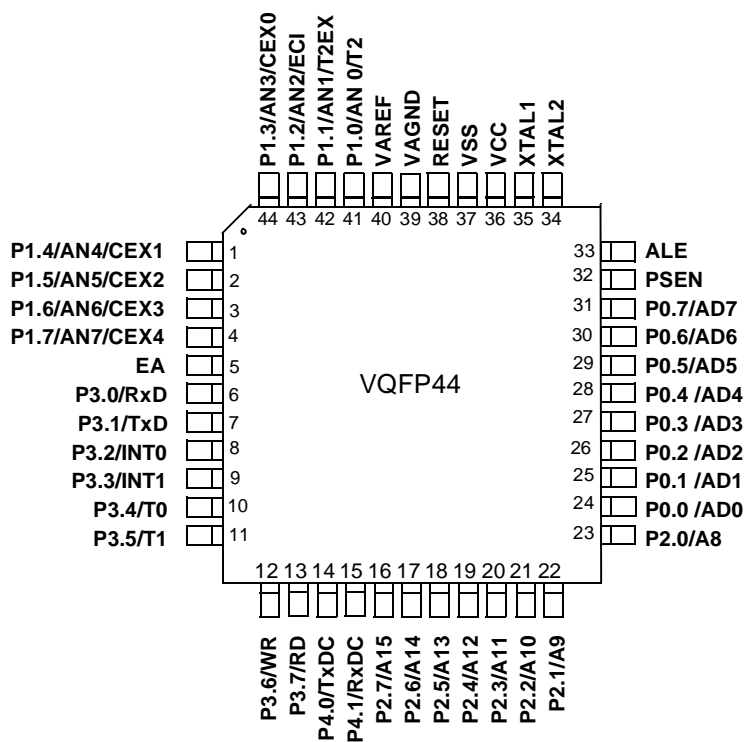 P1.3/AN3/CEX0
P1.2/AN2/ECI
P1.1/AN1/T2EX
P1.0/AN 0/T2
VAREF
VAGND
RESET
VSS
VCC
XTAL1
XTAL2
44 43 42 41 40 39 38 37 36 35 34
P1.4/AN4/CEX1 1
P1.5/AN5/CEX2 2
P1.6/AN6/CEX3 3
P1.7/AN7/CEX4 4
EA 5
P3.0/RxD 6
P3.1/TxD 7
P3.2/INT0 8
P3.3/INT1 9
P3.4/T0 10
P3.5/T1 11
VQFP44
33 ALE
32 PSEN
31 P0.7/AD7
30 P0.6/AD6
29 P0.5/AD5
28 P0.4 /AD4
27 P0.3 /AD3
26 P0.2 /AD2
25 P0.1 /AD1
24 P0.0 /AD0
23 P2.0/A8
12 13 14 15 16 17 18 19 20 21 22
P3.6/WR
P3.7/RD
P4.0/TxDC
P4.1/RxDC
P2.7/A15
P2.6/A14
P2.5/A13
P2.4/A12
P2.3/A11
P2.2/A10
P2.1/A9